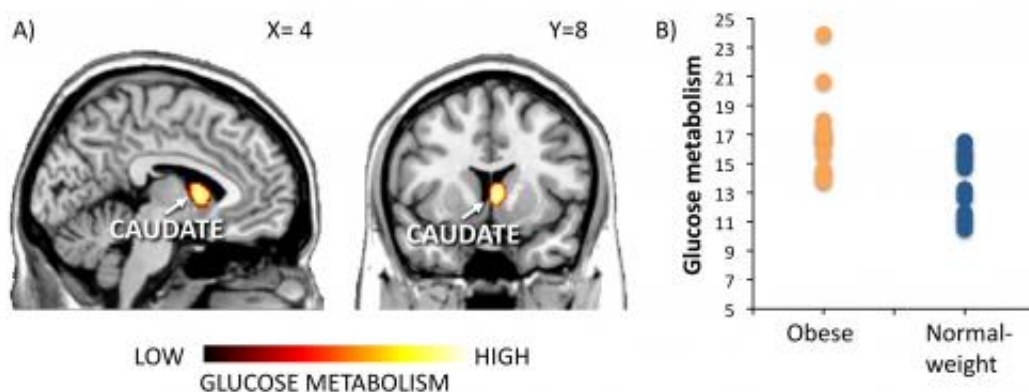 A)
X= 4
Y=8
CAUDATE
CAUDATE
LOW
HIGH
GLUCOSE METABOLISM
B)
Glucose metabolism
25
23
21
19
17
15
13
11
9
7
5
Obese
Normal-
weight